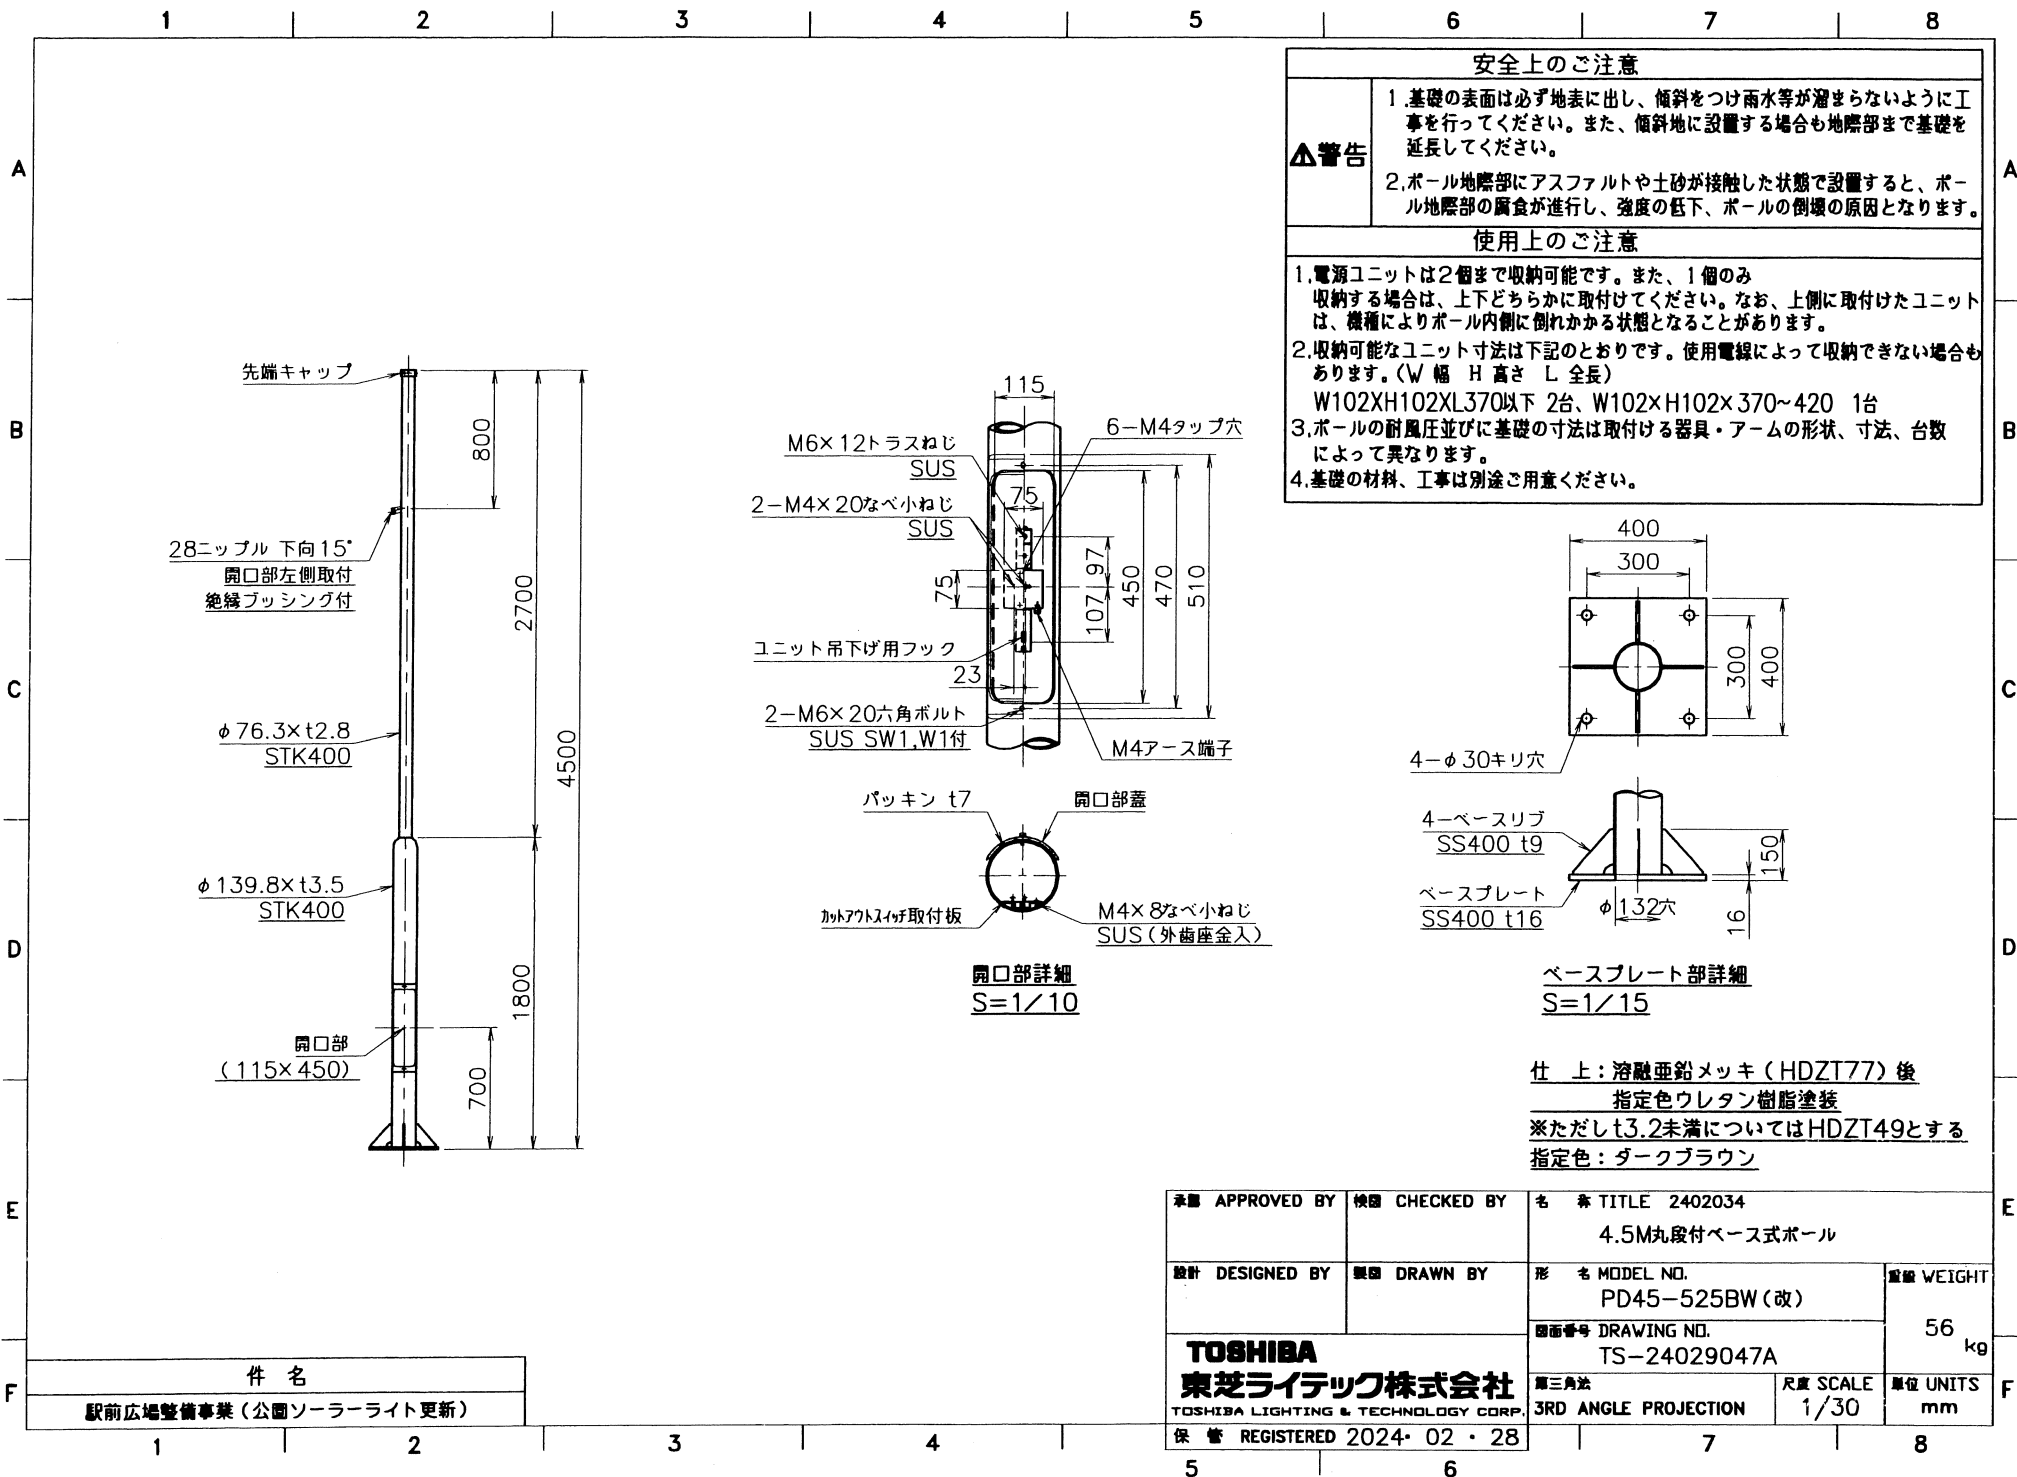 1 2 3 4 5 6 7 8
A
B
C
D
E
F
安全上のご注意
⚠警告
1.基礎の表面は必ず地表に出し、傾斜をつけ雨水等が溜まらないように工
事を行ってください。また、傾斜地に設置する場合も地際部まで基礎を
延長してください。
2.ポール地際部にアスファルトや土砂が接触した状態で設置すると、ポー
ル地際部の腐食が進行し、強度の低下、ポールの倒壊の原因となります。
使用上のご注意
1.電源ユニットは2個まで収納可能です。また、1個のみ
収納する場合は、上下どちらかに取付けてください。なお、上側に取付けたユニット
は、機種によりポール内側に倒れかかる状態となることがあります。
2.収納可能なユニット寸法は下記のとおりです。使用電線によって収納できない場合も
あります。(W 幅 H 高さ L 全長)
W102XH102XL370以下 2台、W102×H102×370~420 1台
3.ポールの耐風圧並びに基礎の寸法は取付ける器具・アームの形状、寸法、台数
によって異なります。
4.基礎の材料、工事は別途ご用意ください。
先端キャップ
28ニップル 下向15°
開口部左側取付
絶縁ブッシング付
φ76.3×t2.8
STK400
φ139.8×t3.5
STK400
開口部
(115×450)
800
2700
4500
1800
700
115
M6×12トラスねじ
SUS
6-M4タップ穴
2-M4×20なべ小ねじ
SUS
75
75
97
107
450
470
510
ユニット吊下げ用フック
23
2-M6×20六角ボルト
SUS SW1,W1付
M4アース端子
パッキン t7
開口部蓋
カットアウトスイッチ取付板
M4×8なべ小ねじ
SUS(外歯座金入)
開口部詳細
S=1/10
400
300
300
400
4-φ30キリ穴
4-ベースリブ
SS400 t9
ベースプレート
SS400 t16
φ132穴
150
16
ベースプレート部詳細
S=1/15
仕 上:溶融亜鉛メッキ(HDZT77)後
指定色ウレタン樹脂塗装
※ただしt3.2未満についてはHDZT49とする
指定色:ダークブラウン
承認 APPROVED BY
検図 CHECKED BY
名 称 TITLE 2402034
4.5M丸段付ベース式ポール
設計 DESIGNED BY
製図 DRAWN BY
形 名 MODEL NO.
PD45-525BW(改)
重量 WEIGHT
56
kg
図面番号 DRAWING NO.
TS-24029047A
TOSHIBA
東芝ライテック株式会社
TOSHIBA LIGHTING & TECHNOLOGY CORP.
第三角法
3RD ANGLE PROJECTION
尺度 SCALE
1/30
単位 UNITS
mm
保 管 REGISTERED 2024・02・28
件 名
駅前広場整備事業(公園ソーラーライト更新)
A
B
C
D
E
F
1 2 3 4 7 8
5 6